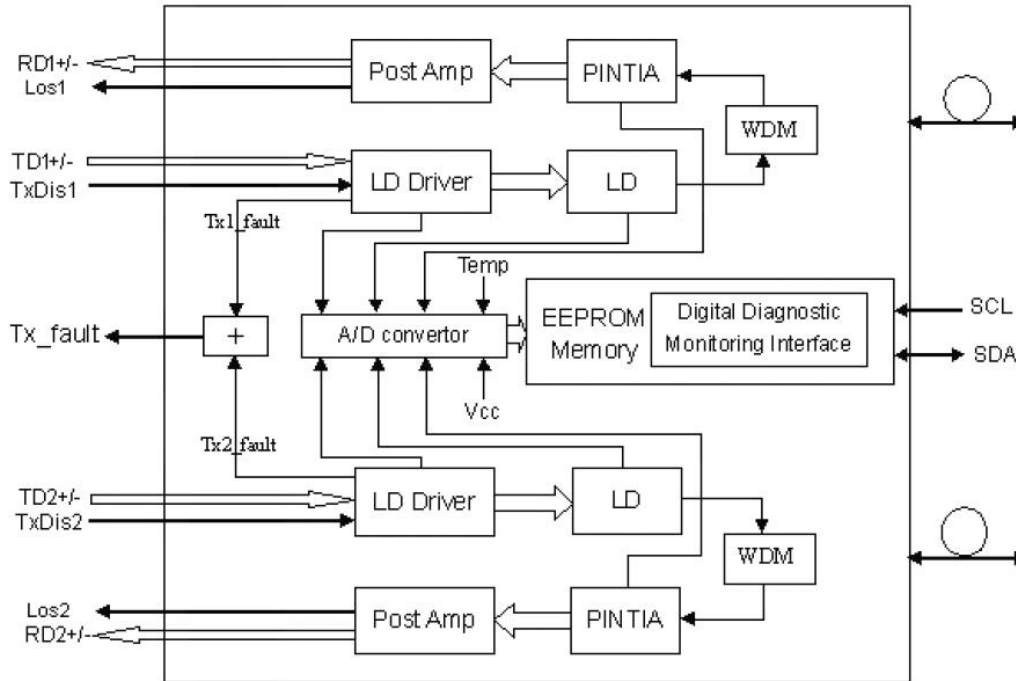 RD1+/-
Los1
Post Amp
PINTIA
WDM
TD1+/-
TxDis1
LD Driver
LD
Tx1_fault
Temp
Tx_fault
+
A/D convertor
EEPROM
Memory
Digital Diagnostic
Monitoring Interface
SCL
SDA
Vcc
Tx2_fault
TD2+/-
TxDis2
LD Driver
LD
WDM
Los2
RD2+/-
Post Amp
PINTIA